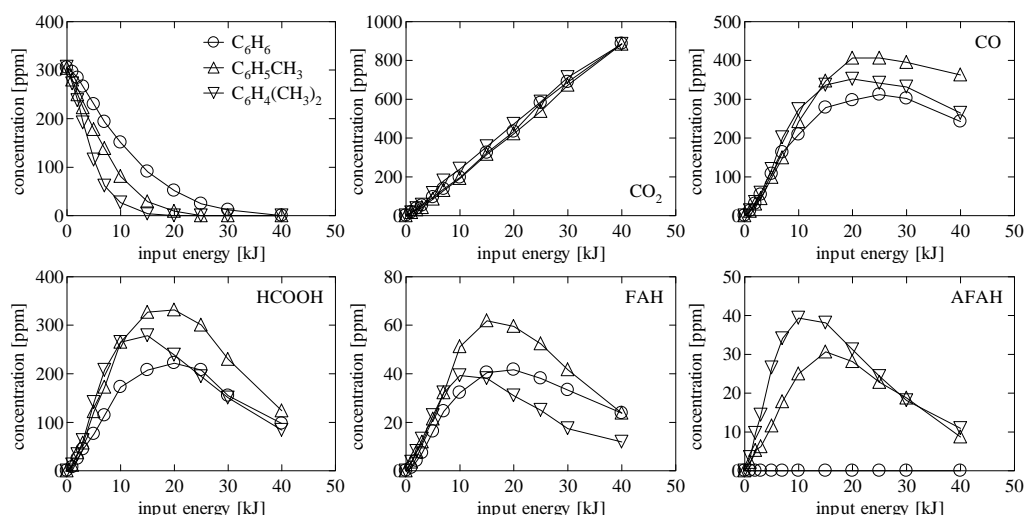 400
300
200
100
0
concentration [ppm]
C6H6
C6H5CH3
C6H4(CH3)2
0 10 20 30 40 50
input energy [kJ]
1000
800
600
400
200
0
concentration [ppm]
CO2
0 10 20 30 40 50
input energy [kJ]
500
400
300
200
100
0
concentration [ppm]
CO
0 10 20 30 40 50
input energy [kJ]
400
300
200
100
0
concentration [ppm]
HCOOH
0 10 20 30 40 50
input energy [kJ]
80
60
40
20
0
concentration [ppm]
FAH
0 10 20 30 40 50
input energy [kJ]
50
40
30
20
10
0
concentration [ppm]
AFAH
0 10 20 30 40 50
input energy [kJ]